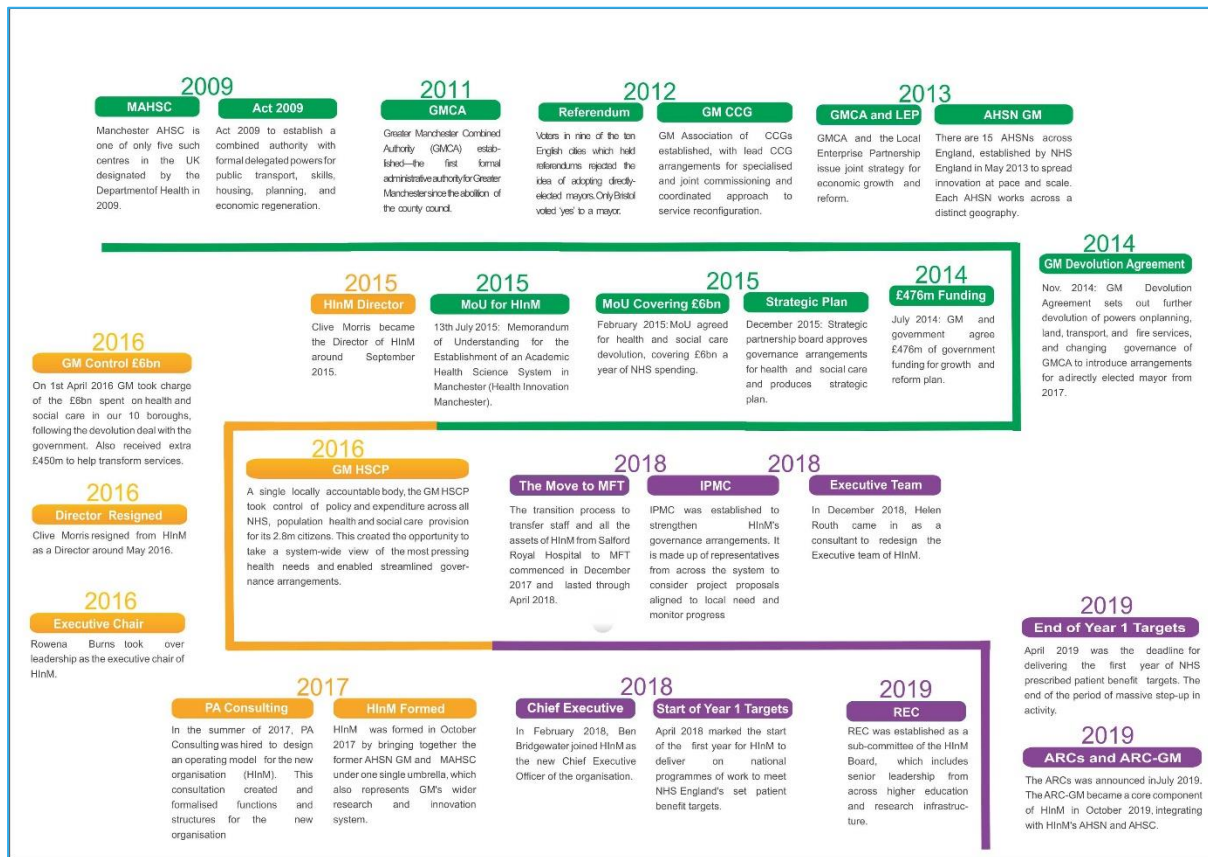 2009
MAHSC
Manchester AHSC is
one of only five such
centres in the UK
designated by the
Departmentof Health in
2009.
Act 2009
Act 2009 to establish a
combined authority with
formal delegated powers for
public transport, skills,
housing, planning, and
economic regeneration.
2011
GMCA
Greater Manchester Combined
Authority (GMCA) estab-
lished—the first formal
administrative authority for Greater
Manchester since the abolition of
the county council.
2012
Referendum
Voters in nine of the ten
English cities which held
referendums rejected the
idea of adopting directly-
elected mayors. Only Bristol
voted 'yes' to a mayor.
GM CCG
GM Association of CCGs
established, with lead CCG
arrangements for specialised
and joint commissioning and
coordinated approach to
service reconfiguration.
2013
GMCA and LEP
GMCA and the Local
Enterprise Partnership
issue joint strategy for
economic growth and
reform.
AHSN GM
There are 15 AHSNs across
England, established by NHS
England in May 2013 to spread
innovation at pace and scale.
Each AHSN works across a
distinct geography.
2014
GM Devolution Agreement
Nov. 2014: GM Devolution
Agreement sets out further
devolution of powers onplanning,
land, transport, and fire services,
and changing governance of
GMCA to introduce arrangements
for adirectly elected mayor from
2017.
2014
£476m Funding
July 2014: GM and
government agree
£476m of government
funding for growth and
reform plan.
2015
MoU Covering £6bn
February 2015: MoU agreed
for health and social care
devolution, covering £6bn a
year of NHS spending.
Strategic Plan
December 2015: Strategic
partnership board approves
governance arrangements
for health and social care
and produces strategic
plan.
2015
MoU for HInM
13th July 2015: Memorandum
of Understanding for the
Establishment of an Academic
Health Science System in
Manchester (Health Innovation
Manchester).
2015
HInM Director
Clive Morris became
the Director of HInM
around September
2015.
2016
GM Control £6bn
On 1st April 2016 GM took charge
of the £6bn spent on health and
social care in our 10 boroughs,
following the devolution deal with the
government. Also received extra
£450m to help transform services.
2016
Director Resigned
Clive Morris resigned from HInM
as a Director around May 2016.
2016
Executive Chair
Rowena Burns took over
leadership as the executive chair of
HInM.
2016
GM HSCP
A single locally accountable body, the GM HSCP
took control of policy and expenditure across all
NHS, population health and social care provision
for its 2.8m citizens. This created the opportunity to
take a system-wide view of the most pressing
health needs and enabled streamlined gover-
nance arrangements.
2018
The Move to MFT
The transition process to
transfer staff and all the
assets of HInM from Salford
Royal Hospital to MFT
commenced in December
2017 and lasted through
April 2018.
IPMC
IPMC was established to
strengthen HInM's
governance arrangements. It
is made up of representatives
from across the system to
consider project proposals
aligned to local need and
monitor progress
2018
Executive Team
In December 2018, Helen
Routh came in as a
consultant to redesign the
Executive team of HInM.
2017
PA Consulting
In the summer of 2017, PA
Consulting was hired to design
an operating model for the new
organisation (HInM). This
consultation created and
formalised functions and
structures for the new
organisation
HInM Formed
HInM was formed in October
2017 by bringing together the
former AHSN GM and MAHSC
under one single umbrella, which
also represents GM's wider
research and innovation
system.
2018
Chief Executive
In February 2018, Ben
Bridgewater joined HInM as
the new Chief Executive
Officer of the organisation.
Start of Year 1 Targets
April 2018 marked the start
of the first year for HInM to
deliver on national
programmes of work to meet
NHS England's set patient
benefit targets.
2019
REC
REC was established as a
sub-committee of the HInM
Board, which includes
senior leadership from
across higher education
and research infrastruc-
ture.
2019
End of Year 1 Targets
April 2019 was the deadline for
delivering the first year of NHS
prescribed patient benefit targets. The
end of the period of massive step-up in
activity.
2019
ARCs and ARC-GM
The ARCs was announced inJuly 2019.
The ARC-GM became a core component
of HInM in October 2019, integrating
with HInM's AHSN and AHSC.